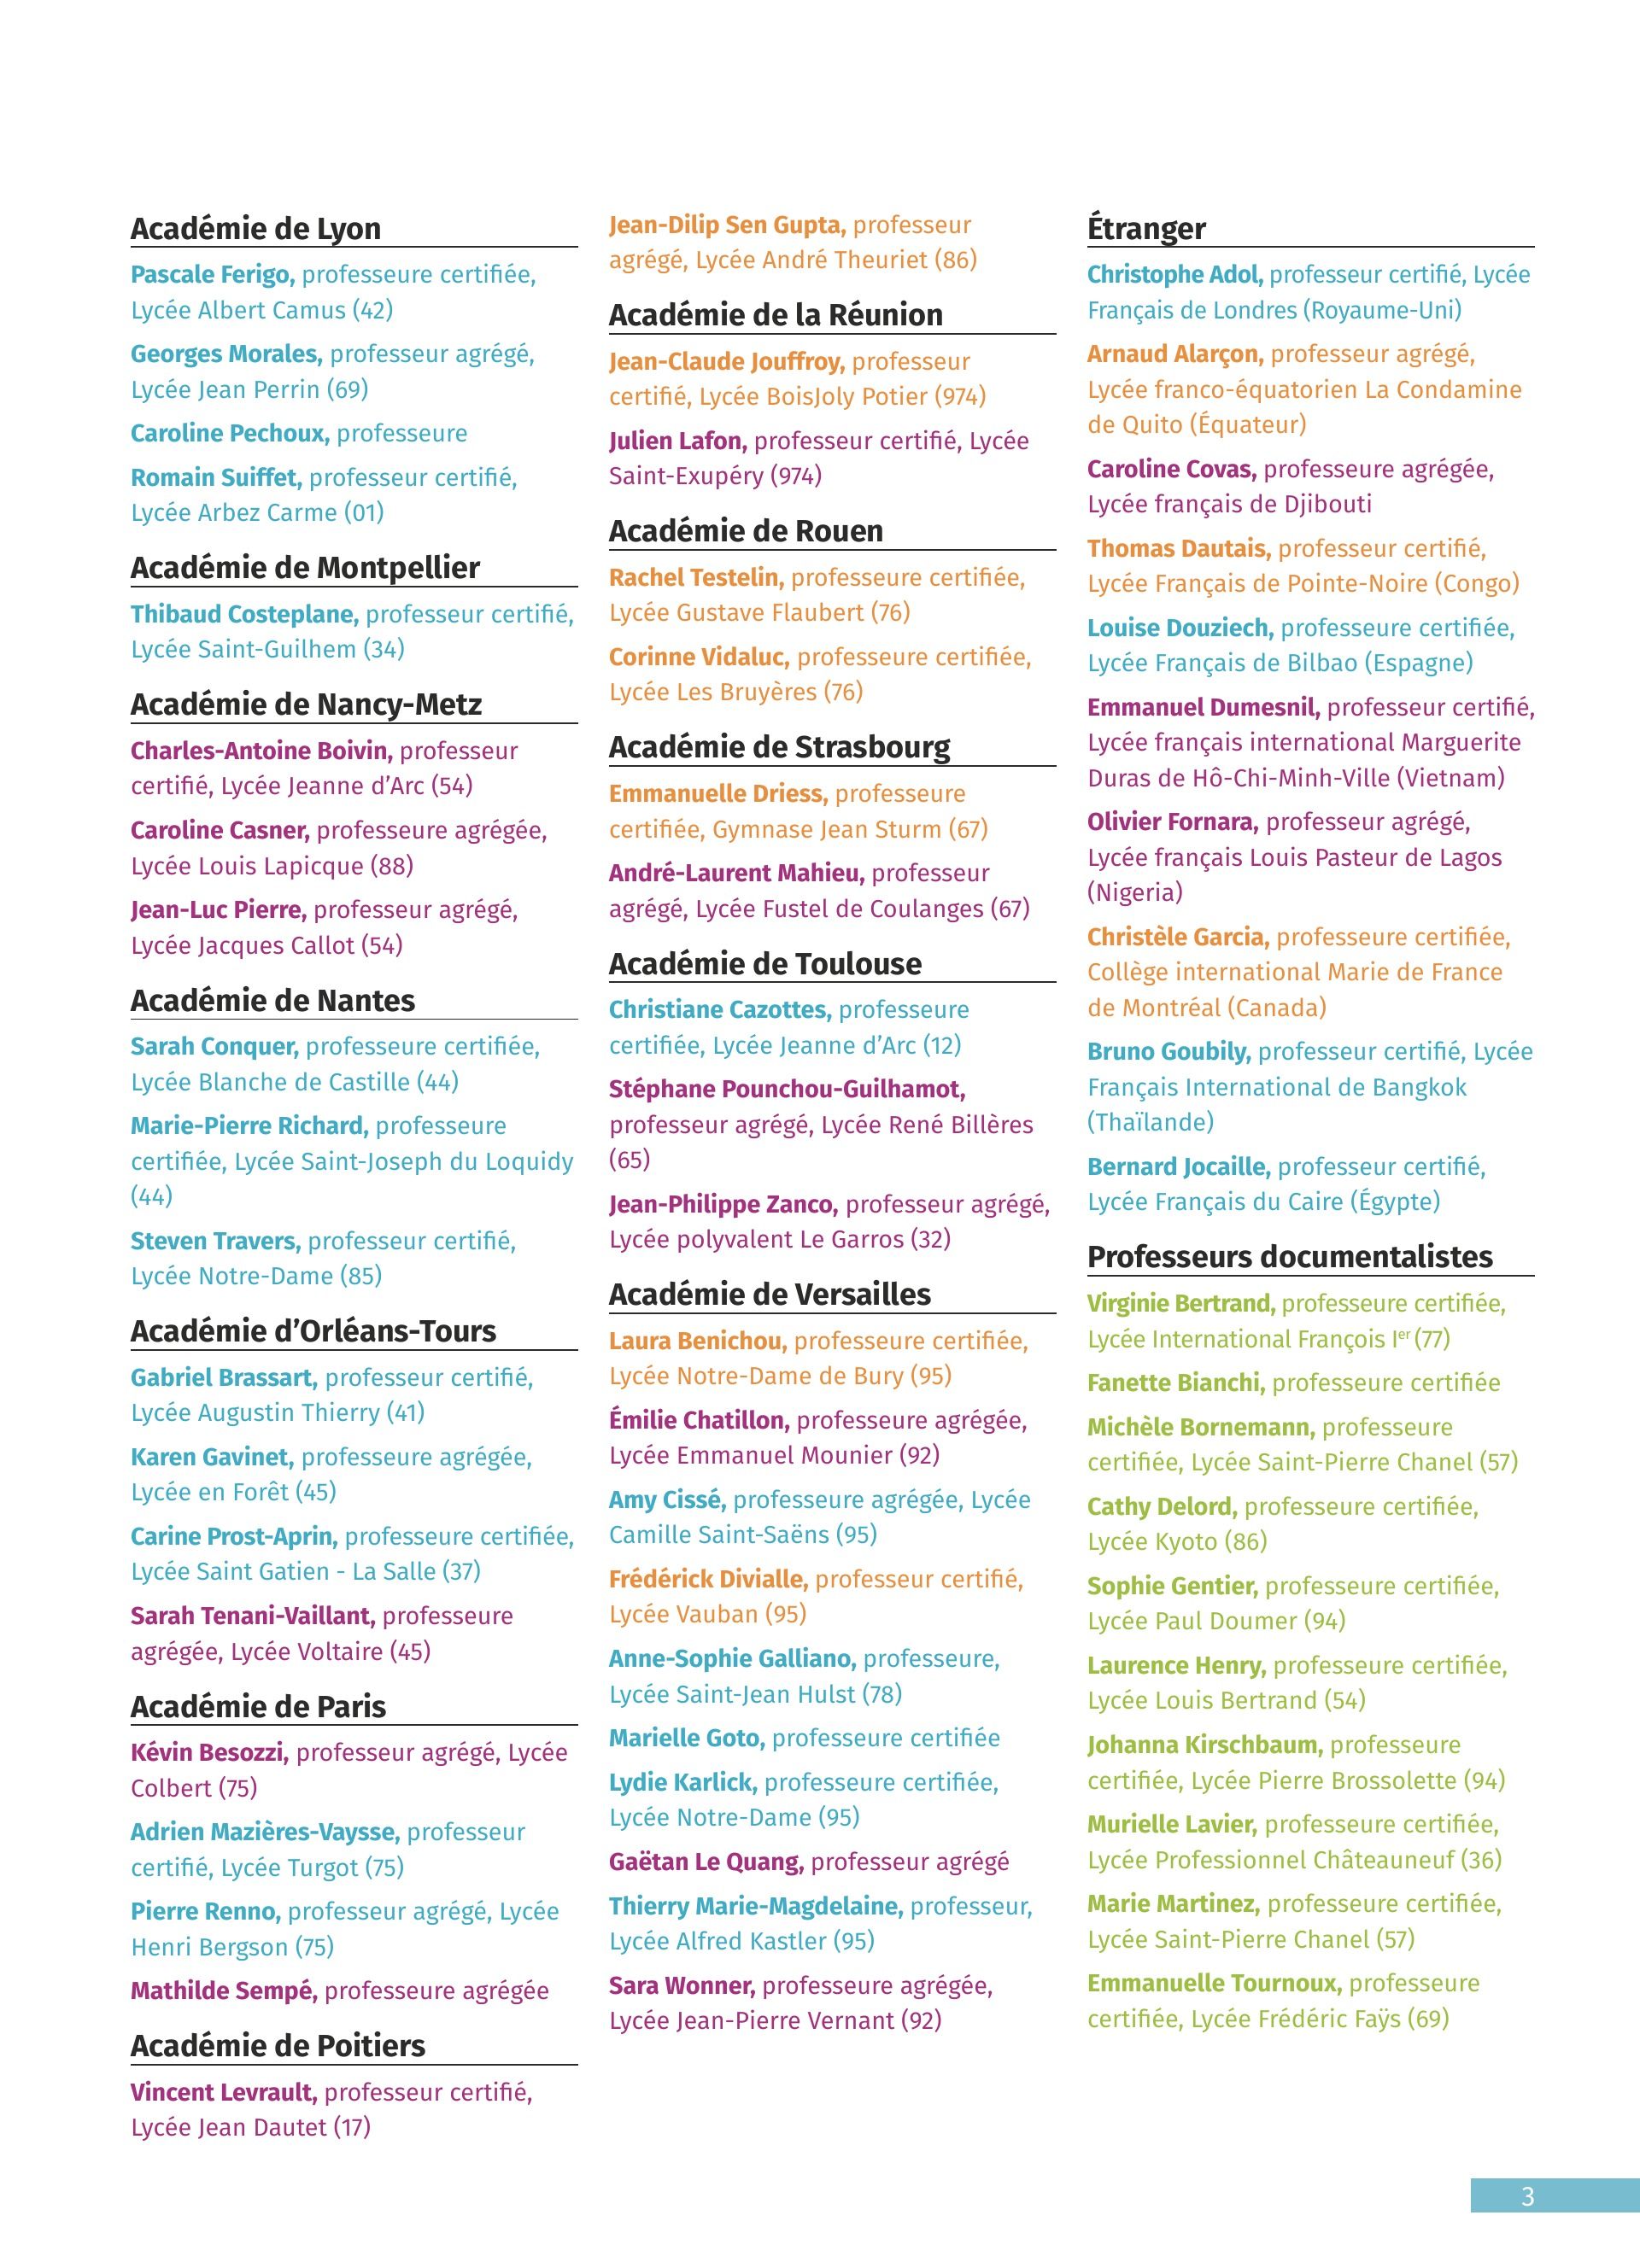 Académie de Lyon
Pascale Ferigo, professeure certifiée,
Lycée Albert Camus (42)
Georges Morales, professeur agrégé,
Lycée Jean Perrin (69)
Caroline Pechoux, professeure
Romain Suiffet, professeur certifié,
Lycée Arbez Carme (01)
Académie de Montpellier
Thibaud Costeplane, professeur certifié,
Lycée Saint-Guilhem (34)
Académie de Nancy-Metz
Charles-Antoine Boivin, professeur
certifié, Lycée Jeanne d’Arc (54)
Caroline Casner, professeure agrégée,
Lycée Louis Lapicque (88)
Jean-Luc Pierre, professeur agrégé,
Lycée Jacques Callot (54)
Académie de Nantes
Sarah Conquer, professeure certifiée,
Lycée Blanche de Castille (44)
Marie-Pierre Richard, professeure
certifiée, Lycée Saint-Joseph du Loquidy
(44)
Steven Travers, professeur certifié,
Lycée Notre-Dame (85)
Académie d’Orléans-Tours
Gabriel Brassart, professeur certifié,
Lycée Augustin Thierry (41)
Karen Gavinet, professeure agrégée,
Lycée en Forêt (45)
Carine Prost-Aprin, professeure certifiée,
Lycée Saint Gatien - La Salle (37)
Sarah Tenani-Vaillant, professeure
agrégée, Lycée Voltaire (45)
Académie de Paris
Kévin Besozzi, professeur agrégé, Lycée
Colbert (75)
Adrien Mazières-Vaysse, professeur
certifié, Lycée Turgot (75)
Pierre Renno, professeur agrégé, Lycée
Henri Bergson (75)
Mathilde Sempé, professeure agrégée
Académie de Poitiers
Vincent Levrault, professeur certifié,
Lycée Jean Dautet (17)
Jean-Dilip Sen Gupta, professeur
agrégé, Lycée André Theuriet (86)
Académie de la Réunion
Jean-Claude Jouffroy, professeur
certifié, Lycée BoisJoly Potier (974)
Julien Lafon, professeur certifié, Lycée
Saint-Exupéry (974)
Académie de Rouen
Rachel Testelin, professeure certifiée,
Lycée Gustave Flaubert (76)
Corinne Vidaluc, professeure certifiée,
Lycée Les Bruyères (76)
Académie de Strasbourg
Emmanuelle Driess, professeure
certifiée, Gymnase Jean Sturm (67)
André-Laurent Mahieu, professeur
agrégé, Lycée Fustel de Coulanges (67)
Académie de Toulouse
Christiane Cazottes, professeure
certifiée, Lycée Jeanne d’Arc (12)
Stéphane Pounchou-Guilhamot,
professeur agrégé, Lycée René Billères
(65)
Jean-Philippe Zanco, professeur agrégé,
Lycée polyvalent Le Garros (32)
Académie de Versailles
Laura Benichou, professeure certifiée,
Lycée Notre-Dame de Bury (95)
Émilie Chatillon, professeure agrégée,
Lycée Emmanuel Mounier (92)
Amy Cissé, professeure agrégée, Lycée
Camille Saint-Saëns (95)
Frédérick Divialle, professeur certifié,
Lycée Vauban (95)
Anne-Sophie Galliano, professeure,
Lycée Saint-Jean Hulst (78)
Marielle Goto, professeure certifiée
Lydie Karlick, professeure certifiée,
Lycée Notre-Dame (95)
Gaëtan Le Quang, professeur agrégé
Thierry Marie-Magdelaine, professeur,
Lycée Alfred Kastler (95)
Sara Wonner, professeure agrégée,
Lycée Jean-Pierre Vernant (92)
Étranger
Christophe Adol, professeur certifié, Lycée
Français de Londres (Royaume-Uni)
Arnaud Alarçon, professeur agrégé,
Lycée franco-équatorien La Condamine
de Quito (Équateur)
Caroline Covas, professeure agrégée,
Lycée français de Djibouti
Thomas Dautais, professeur certifié,
Lycée Français de Pointe-Noire (Congo)
Louise Douziech, professeure certifiée,
Lycée Français de Bilbao (Espagne)
Emmanuel Dumesnil, professeur certifié,
Lycée français international Marguerite
Duras de Hô-Chi-Minh-Ville (Vietnam)
Olivier Fornara, professeur agrégé,
Lycée français Louis Pasteur de Lagos
(Nigeria)
Christèle Garcia, professeure certifiée,
Collège international Marie de France
de Montréal (Canada)
Bruno Goubily, professeur certifié, Lycée
Français International de Bangkok
(Thaïlande)
Bernard Jocaille, professeur certifié,
Lycée Français du Caire (Égypte)
Professeurs documentalistes
Virginie Bertrand, professeure certifiée,
Lycée International François Ier (77)
Fanette Bianchi, professeure certifiée
Michèle Bornemann, professeure
certifiée, Lycée Saint-Pierre Chanel (57)
Cathy Delord, professeure certifiée,
Lycée Kyoto (86)
Sophie Gentier, professeure certifiée,
Lycée Paul Doumer (94)
Laurence Henry, professeure certifiée,
Lycée Louis Bertrand (54)
Johanna Kirschbaum, professeure
certifiée, Lycée Pierre Brossolette (94)
Murielle Lavier, professeure certifiée,
Lycée Professionnel Châteauneuf (36)
Marie Martinez, professeure certifiée,
Lycée Saint-Pierre Chanel (57)
Emmanuelle Tournoux, professeure
certifiée, Lycée Frédéric Faÿs (69)
3